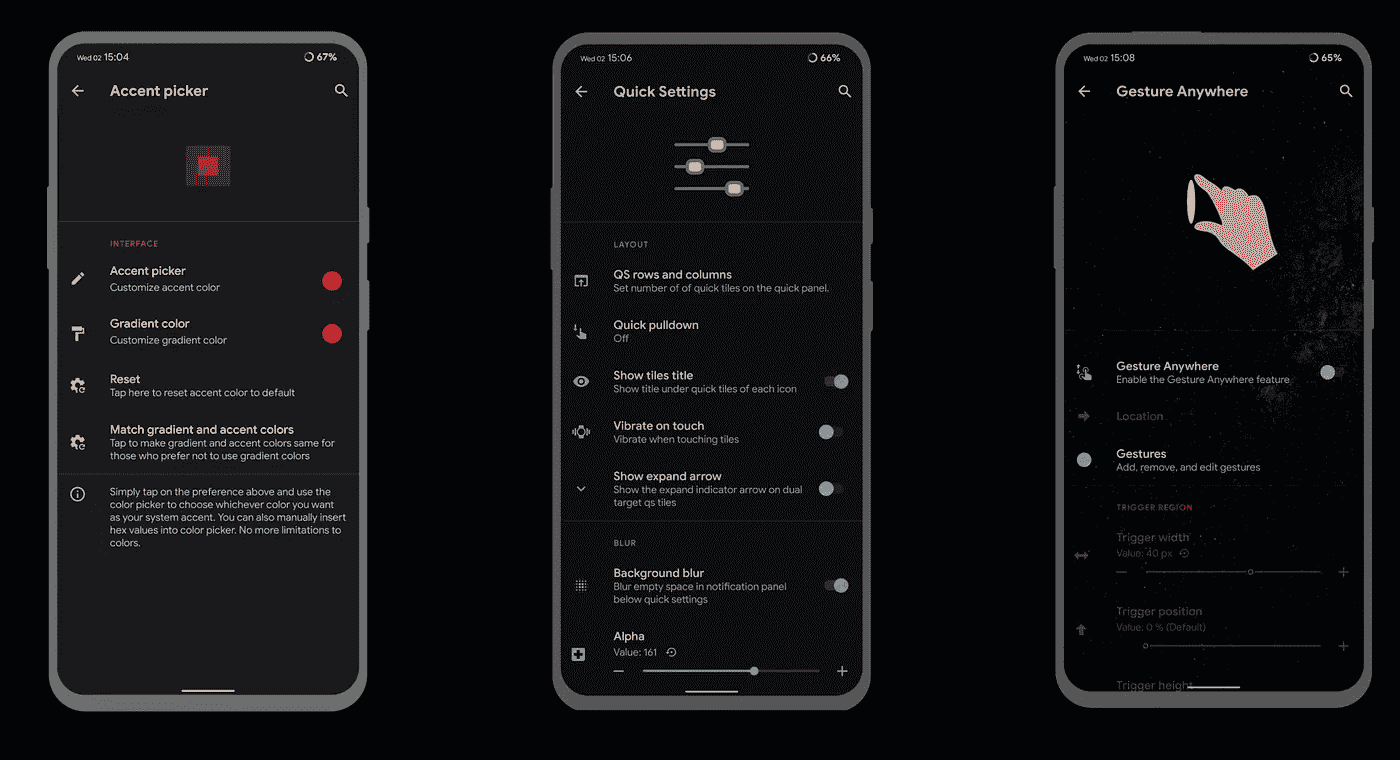 Wed 02 15:04
67%
Accent picker
INTERFACE
Accent picker
Customize accent color
Gradient color
Customize gradient color
Reset
Tap here to reset accent color to default
Match gradient and accent colors
Tap to make gradient and accent colors same for
those who prefer not to use gradient colors
Simply tap on the preference above and use the
color picker to choose whichever color you want
as your system accent. You can also manually insert
hex values into color picker. No more limitations to
colors.
Wed 02 15:06
66%
Quick Settings
LAYOUT
QS rows and columns
Set number of of quick tiles on the quick panel.
Quick pulldown
Off
Show tiles title
Show title under quick tiles of each icon
Vibrate on touch
Vibrate when touching tiles
Show expand arrow
Show the expand indicator arrow on dual
target qs tiles
BLUR
Background blur
Blur empty space in notification panel
below quick settings
Alpha
Value: 161
Wed 02 15:08
65%
Gesture Anywhere
Gesture Anywhere
Enable the Gesture Anywhere feature
Location
Gestures
Add, remove, and edit gestures
TRIGGER REGION
Trigger width
Value: 40 px
Trigger position
Value: 0 % (Default)
Trigger height